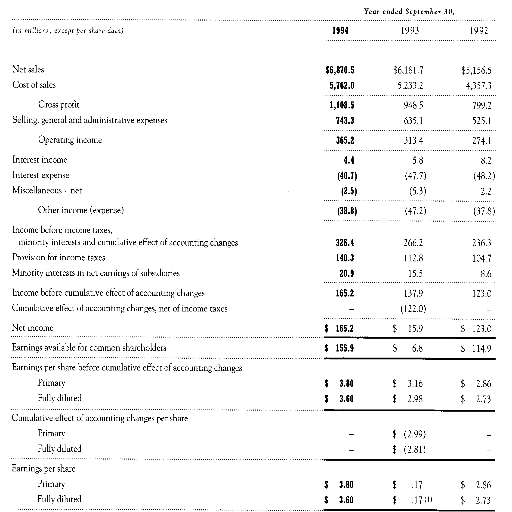 Year ended September 30,
(in millions, except per share data) 1994 1993 1992
Net sales $6,870.5 $6,181.7 $5,156.5
Cost of sales 5,762.0 5,233.2 4,357.3
Gross profit 1,108.5 948.5 799.2
Selling, general and administrative expenses 743.3 635.1 525.1
Operating income 365.2 313.4 274.1
Interest income 4.4 5.8 8.2
Interest expense (40.7) (47.7) (48.2)
Miscellaneous - net (2.5) (5.3) 2.2
Other income (expense) (38.8) (47.2) (37.8)
Income before income taxes,
minority interests and cumulative effect of accounting changes 326.4 266.2 236.3
Provision for income taxes 140.3 112.8 104.7
Minority interests in net earnings of subsidiaries 20.9 15.5 8.6
Income before cumulative effect of accounting changes 165.2 137.9 123.0
Cumulative effect of accounting changes, net of income taxes – (122.0) –
Net income $ 165.2 $ 15.9 $ 123.0
Earnings available for common shareholders $ 155.9 $ 6.8 $ 114.9
Earnings per share before cumulative effect of accounting changes
Primary $ 3.80 $ 3.16 $ 2.86
Fully diluted $ 3.60 $ 2.98 $ 2.73
Cumulative effect of accounting changes per share
Primary – $ (2.99) –
Fully diluted – $ (2.81) –
Earnings per share
Primary $ 3.80 $ .17 $ 2.86
Fully diluted $ 3.60 $ .17(1) $ 2.73